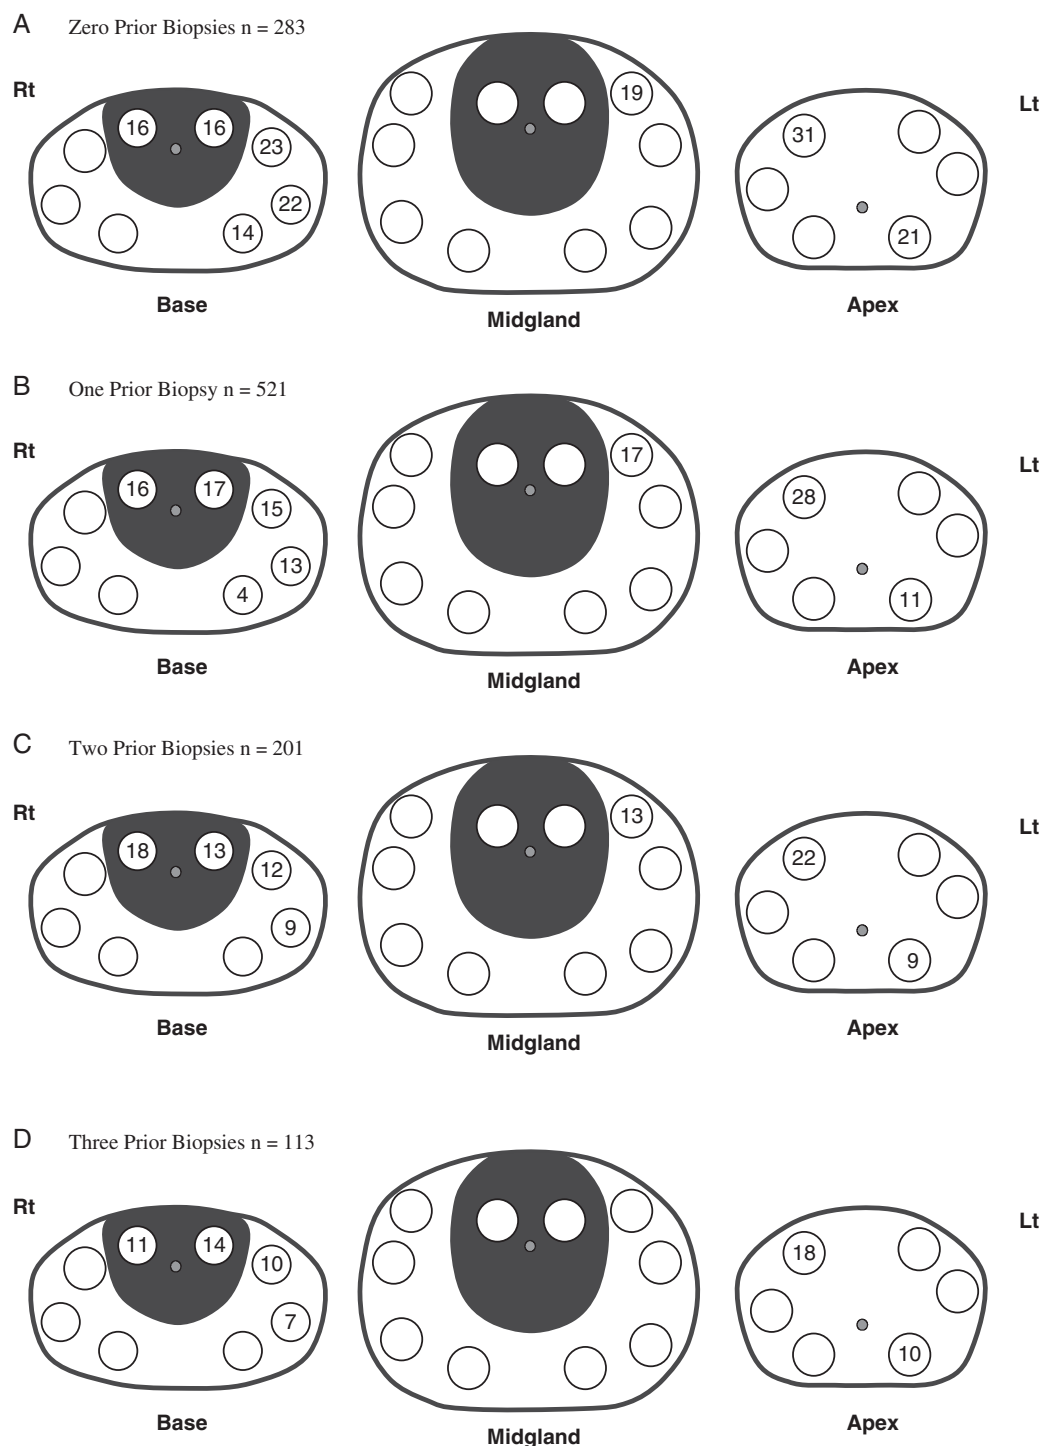 A Zero Prior Biopsies n = 283
Rt Lt
16 16 23 22 14
19
31 21
Base Midgland Apex
B One Prior Biopsy n = 521
Rt Lt
16 17 15 13 4
17
28 11
Base Midgland Apex
C Two Prior Biopsies n = 201
Rt Lt
18 13 12 9
13
22 9
Base Midgland Apex
D Three Prior Biopsies n = 113
Rt Lt
11 14 10 7
18 10
Base Midgland Apex